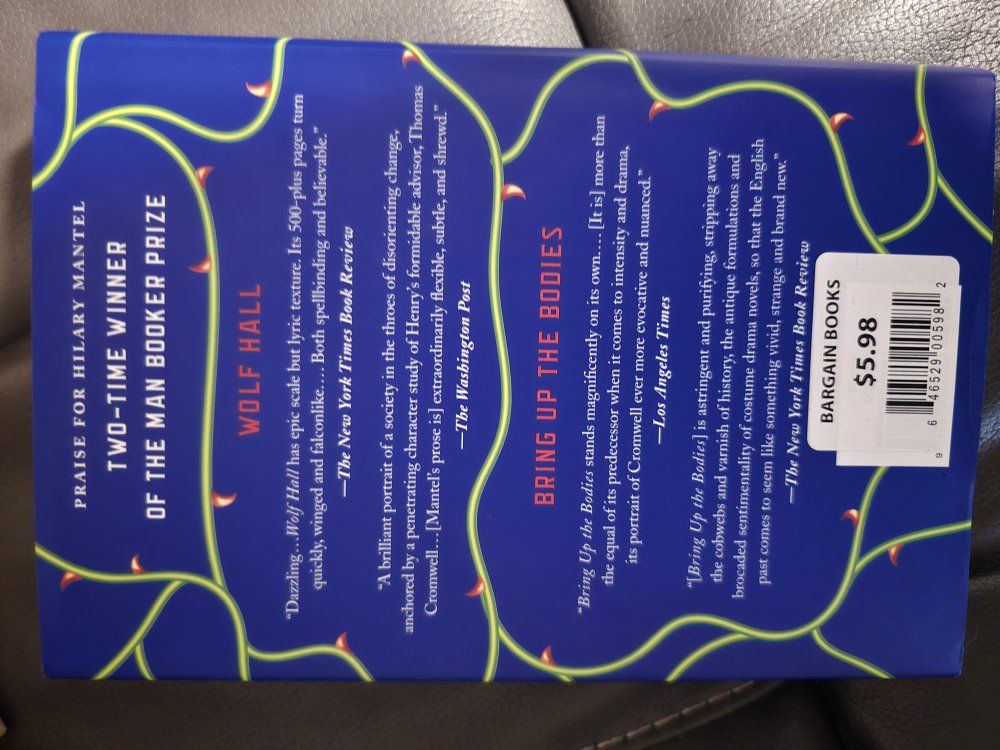 PRAISE FOR HILARY MANTEL
TWO-TIME WINNER
OF THE MAN BOOKER PRIZE
WOLF HALL
“Dazzling…Wolf Hall has epic scale but lyric texture. Its 500-plus pages turn
quickly, winged and falconlike…. Both spellbinding and believable.”
—The New York Times Book Review
“A brilliant portrait of a society in the throes of disorienting change,
anchored by a penetrating character study of Henry’s formidable advisor, Thomas
Cromwell…[Mantel’s prose is] extraordinarily flexible, subtle, and shrewd.”
—The Washington Post
BRING UP THE BODIES
“Bring Up the Bodies stands magnificently on its own…. [It is] more than
the equal of its predecessor when it comes to intensity and drama,
its portrait of Cromwell ever more evocative and nuanced.”
—Los Angeles Times
“[Bring Up the Bodies] is astringent and purifying, stripping away
the cobwebs and varnish of history, the antique formulations and
brocaded sentimentality of costume drama novels, so that the English
past comes to seem like something vivid, strange and brand new.”
—The New York Times Book Review
BARGAIN BOOKS
$5.98
6 46529 00598 2
9